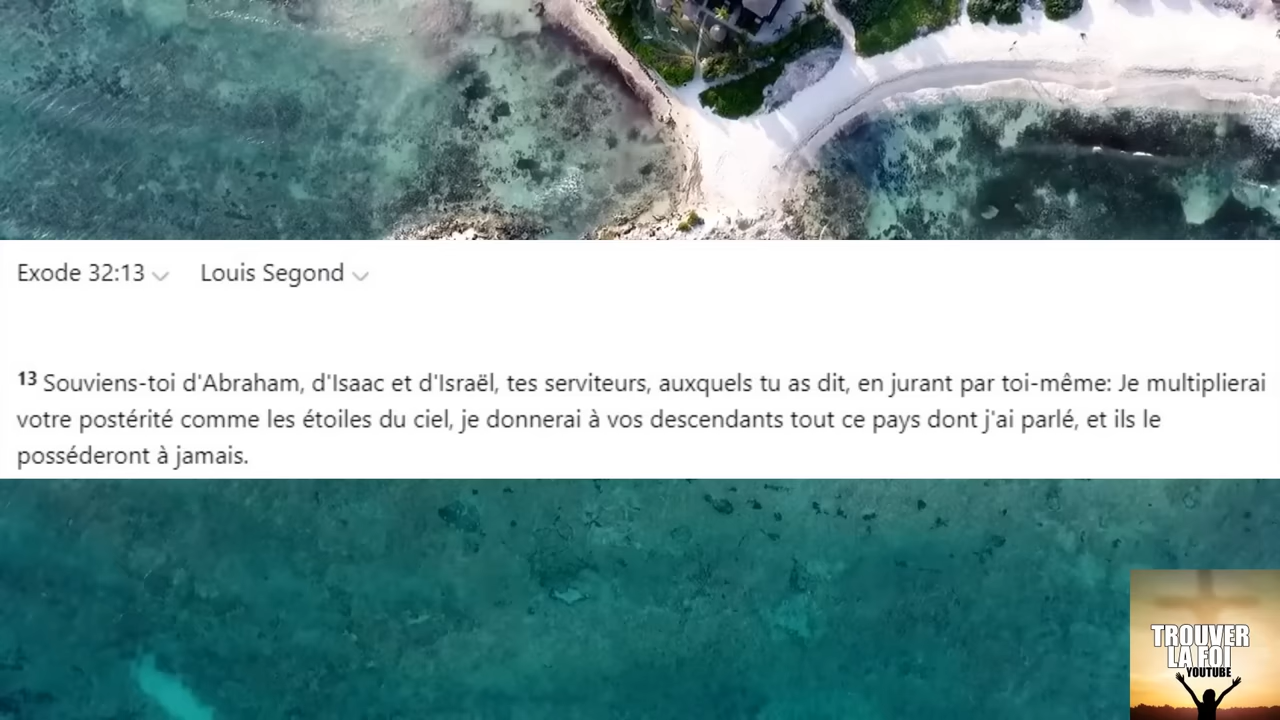 Exode 32:13 Louis Segond
13 Souviens-toi d'Abraham, d'Isaac et d'Israël, tes serviteurs, auxquels tu as dit, en jurant par toi-même: Je multiplierai
votre postérité comme les étoiles du ciel, je donnerai à vos descendants tout ce pays dont j'ai parlé, et ils le
posséderont à jamais.
TROUVER
LA FOI
YOUTUBE